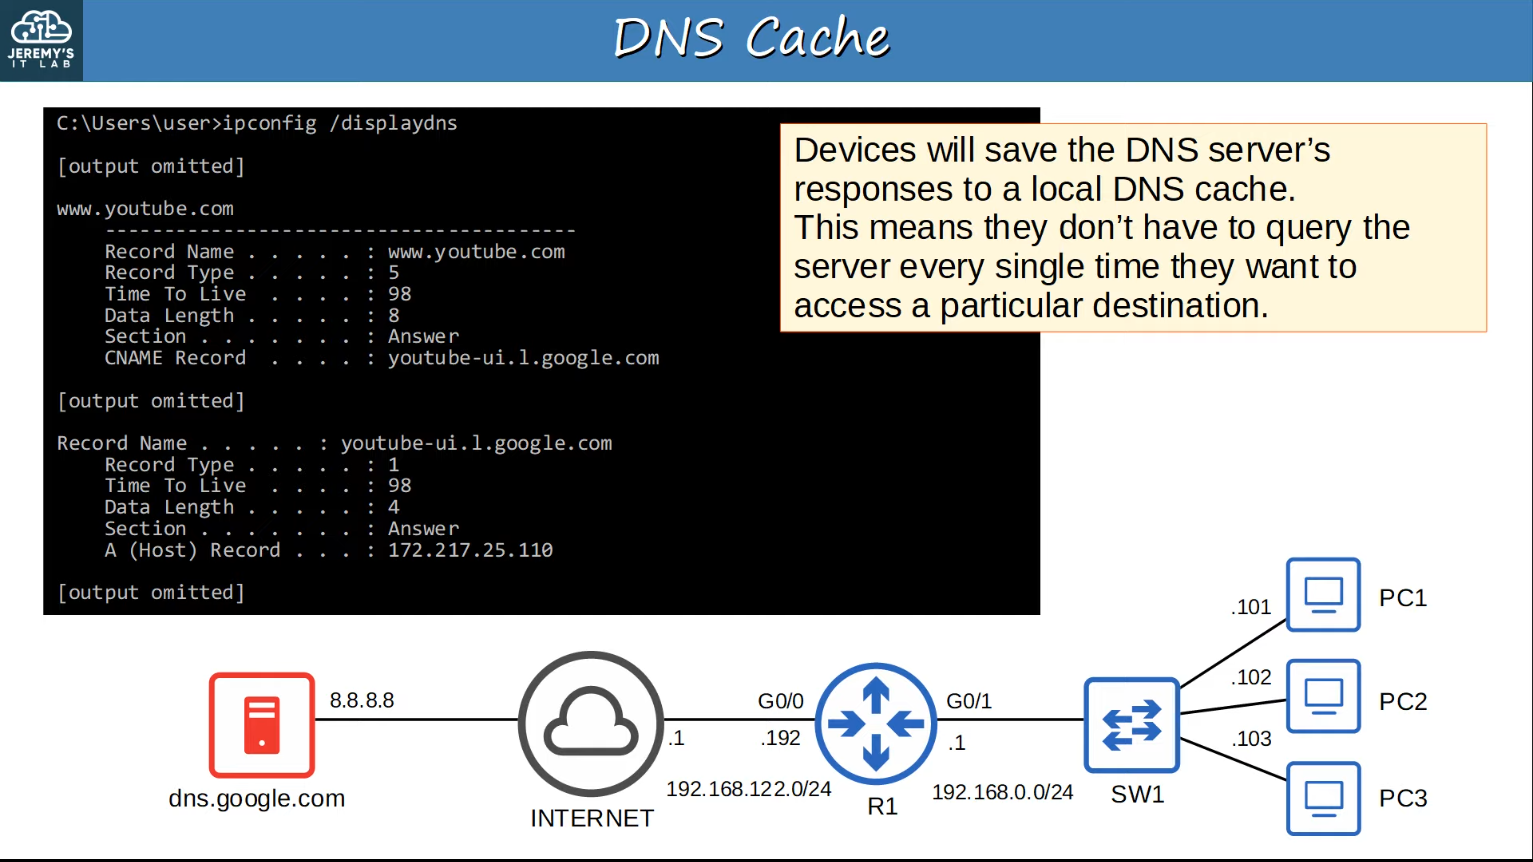 JEREMY'S
IT LAB
DNS Cache
C:\Users\user>ipconfig /displaydns
[output omitted]
www.youtube.com
----------------------------------------
Record Name . . . . . : www.youtube.com
Record Type . . . . . : 5
Time To Live  . . . . : 98
Data Length . . . . . : 8
Section . . . . . . . : Answer
CNAME Record  . . . . : youtube-ui.l.google.com
[output omitted]
Record Name . . . . . : youtube-ui.l.google.com
Record Type . . . . . : 1
Time To Live  . . . . : 98
Data Length . . . . . : 4
Section . . . . . . . : Answer
A (Host) Record . . . : 172.217.25.110
[output omitted]
Devices will save the DNS server’s
responses to a local DNS cache.
This means they don’t have to query the
server every single time they want to
access a particular destination.
8.8.8.8
dns.google.com
INTERNET
.1
G0/0
.192
192.168.122.0/24
R1
G0/1
.1
192.168.0.0/24
SW1
.101
PC1
.102
PC2
.103
PC3